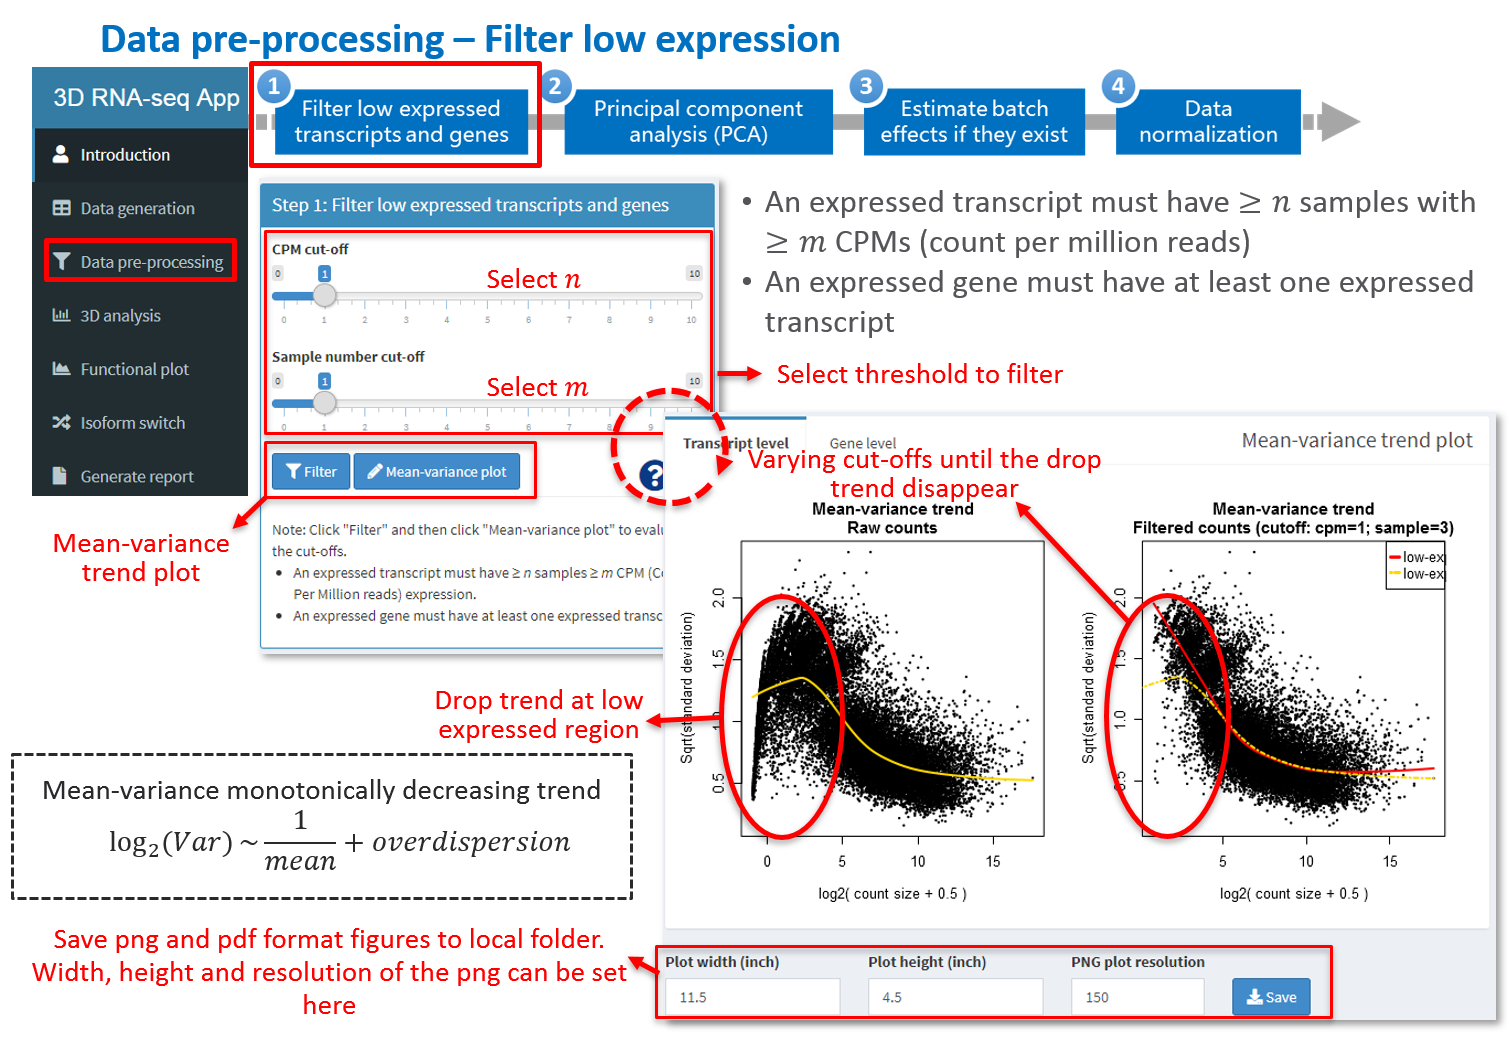 Data pre-processing – Filter low expression
3D RNA-seq App
Introduction
Data generation
Data pre-processing
3D analysis
Functional plot
Isoform switch
Generate report
1
Filter low expressed
transcripts and genes
2
Principal component
analysis (PCA)
3
Estimate batch
effects if they exist
4
Data
normalization
Step 1: Filter low expressed transcripts and genes
CPM cut-off
0 1 10
Select n
0 1 2 3 4 5 6 7 8 9 10
Sample number cut-off
0 1 10
Select m
0 1 2 3 4 5 6 7 8 9
Filter
Mean-variance plot
?
Note: Click "Filter" and then click "Mean-variance plot" to evalu
the cut-offs.
• An expressed transcript must have ≥ n samples ≥ m CPM (C
Per Million reads) expression.
• An expressed gene must have at least one expressed transc
• An expressed transcript must have ≥ n samples with
≥ m CPMs (count per million reads)
• An expressed gene must have at least one expressed
transcript
Select threshold to filter
Mean-variance
trend plot
Transcript level
Gene level
Mean-variance trend plot
Varying cut-offs until the drop
trend disappear
Mean-variance trend
Raw counts
Sqrt(standard deviation)
2.0
1.5
1.0
0.5
0 5 10 15
log2( count size + 0.5 )
Mean-variance trend
Filtered counts (cutoff: cpm=1; sample=3)
low-ex
low-ex
Sqrt(standard deviation)
2.0
1.5
1.0
0.5
5 10 15
log2( count size + 0.5 )
Drop trend at low
expressed region
Mean-variance monotonically decreasing trend
log₂(Var) ~ 1/mean + overdispersion
Save png and pdf format figures to local folder.
Width, height and resolution of the png can be set
here
Plot width (inch)
11.5
Plot height (inch)
4.5
PNG plot resolution
150
Save